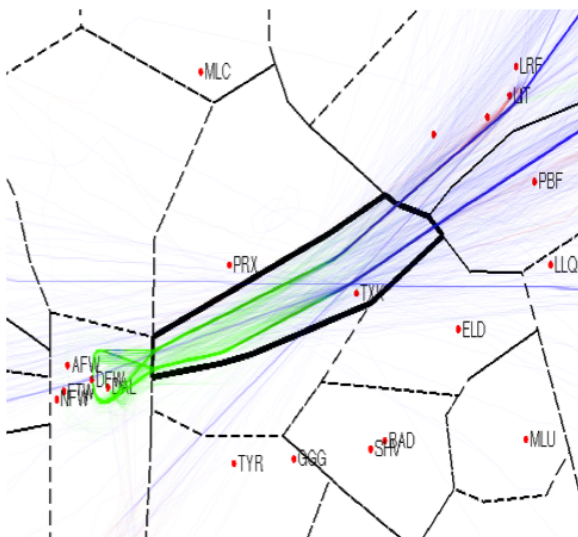 MLC
LRF
LIT
PBF
PRX
LLQ
TXK
ELD
AFW
DFW
DAL
FTW
NFW
TYR
GGG
SHV
BAD
MLU